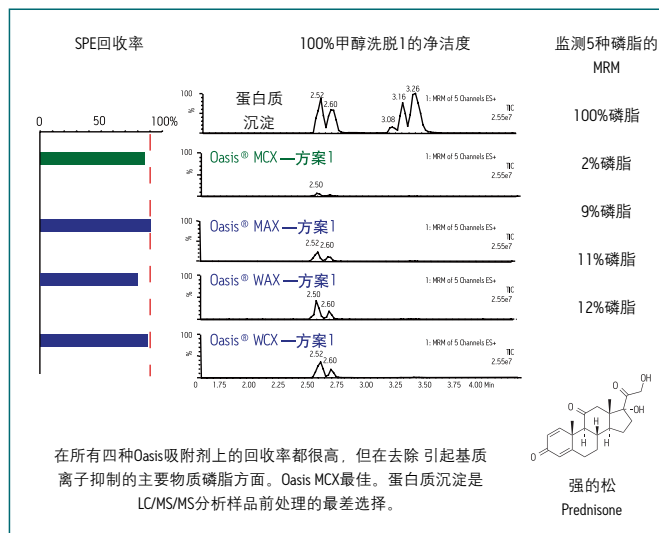 SPE回收率
100%甲醇洗脱1的净洁度
监测5种磷脂的
MRM
0 50 100%
蛋白质
沉淀
100
0
2.52
2.60
3.08
3.16
3.26
1: MRM of 5 Channels ES+
TIC
2.55e7
100%磷脂
Oasis® MCX —方案1
100
0
2.50
1: MRM of 5 Channels ES+
TIC
2.55e7
2%磷脂
Oasis® MAX —方案1
100
0
2.52 2.60
1: MRM of 5 Channels ES+
TIC
2.55e7
9%磷脂
Oasis® WAX —方案1
100
0
2.50
2.60
1: MRM of 5 Channels ES+
TIC
2.55e7
11%磷脂
Oasis® WCX —方案1
100
0
2.52
2.60
1: MRM of 5 Channels ES+
TIC
2.55e7
12%磷脂
0 1.75 2.25 2.50 2.75 3.00 3.25 3.75 4.00 Min
OH
O
O
OH
O
在所有四种Oasis吸附剂上的回收率都很高，但在去除 引起基质
离子抑制的主要物质磷脂方面。Oasis MCX最佳。蛋白质沉淀是
LC/MS/MS分析样品前处理的最差选择。
强的松
Prednisone